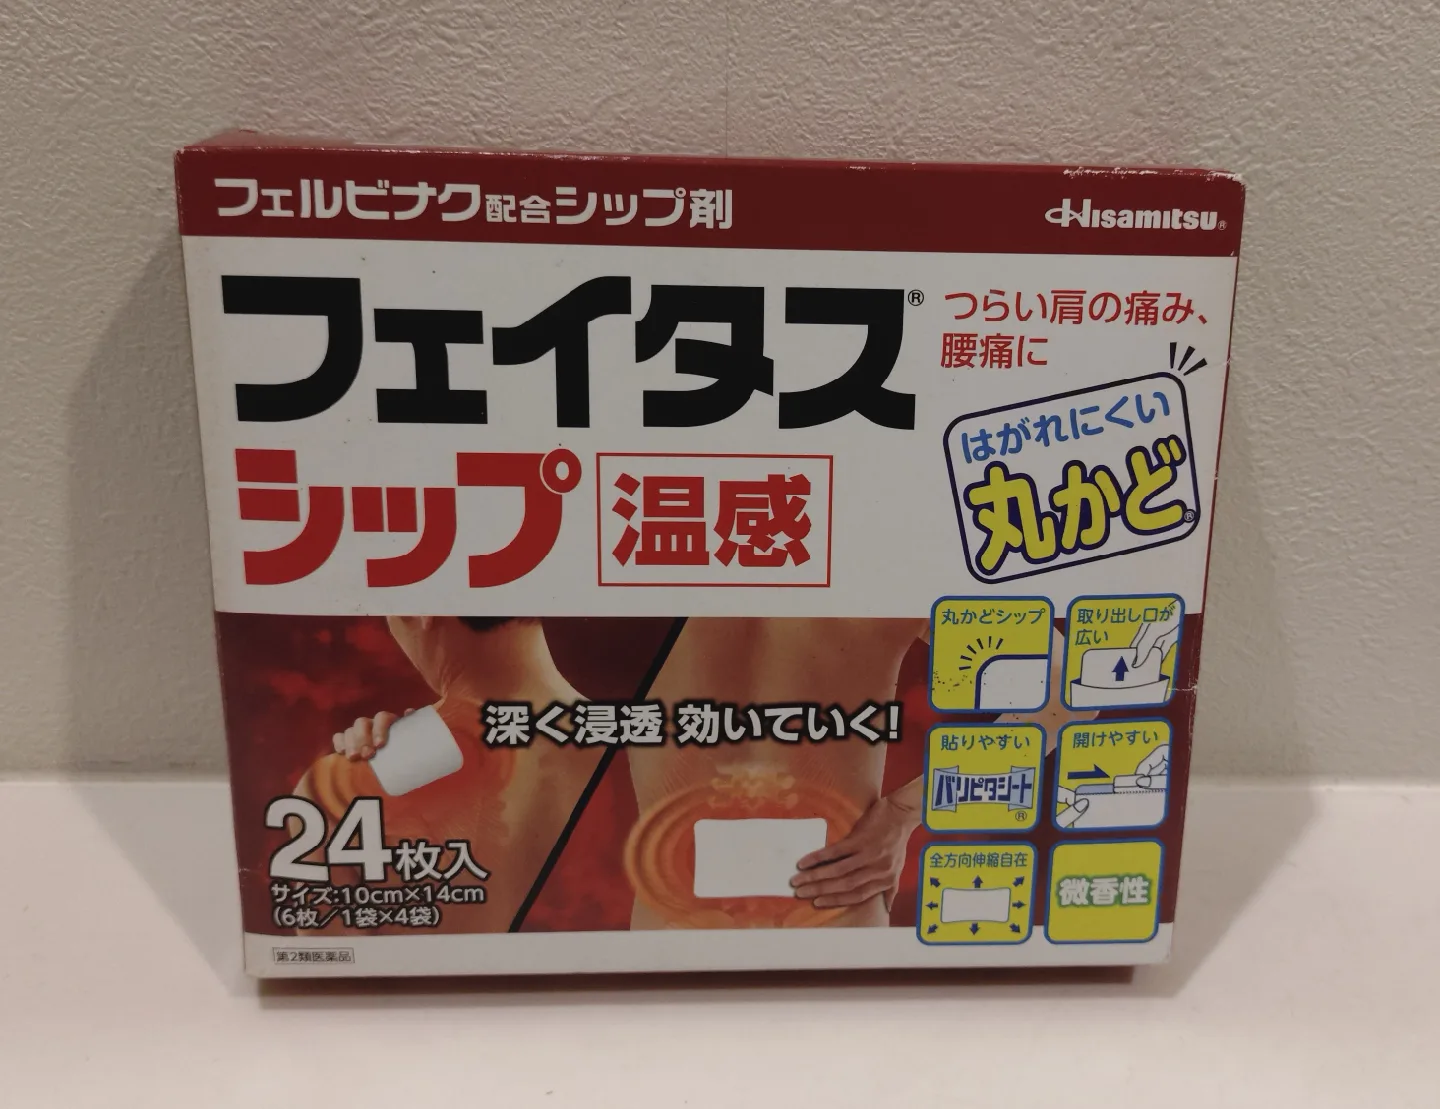 フェルビナク配合シップ剤
Hisamitsu®
フェイタス®
シップ 温感
つらい肩の痛み、
腰痛に
はがれにくい
丸かど®
深く浸透 効いていく!
24枚入
サイズ:10cm×14cm
(6枚/1袋×4袋)
第2類医薬品
丸かどシップ
取り出し口が
広い
貼りやすい
パリピタシート
®
開けやすい
全方向伸縮自在
微香性